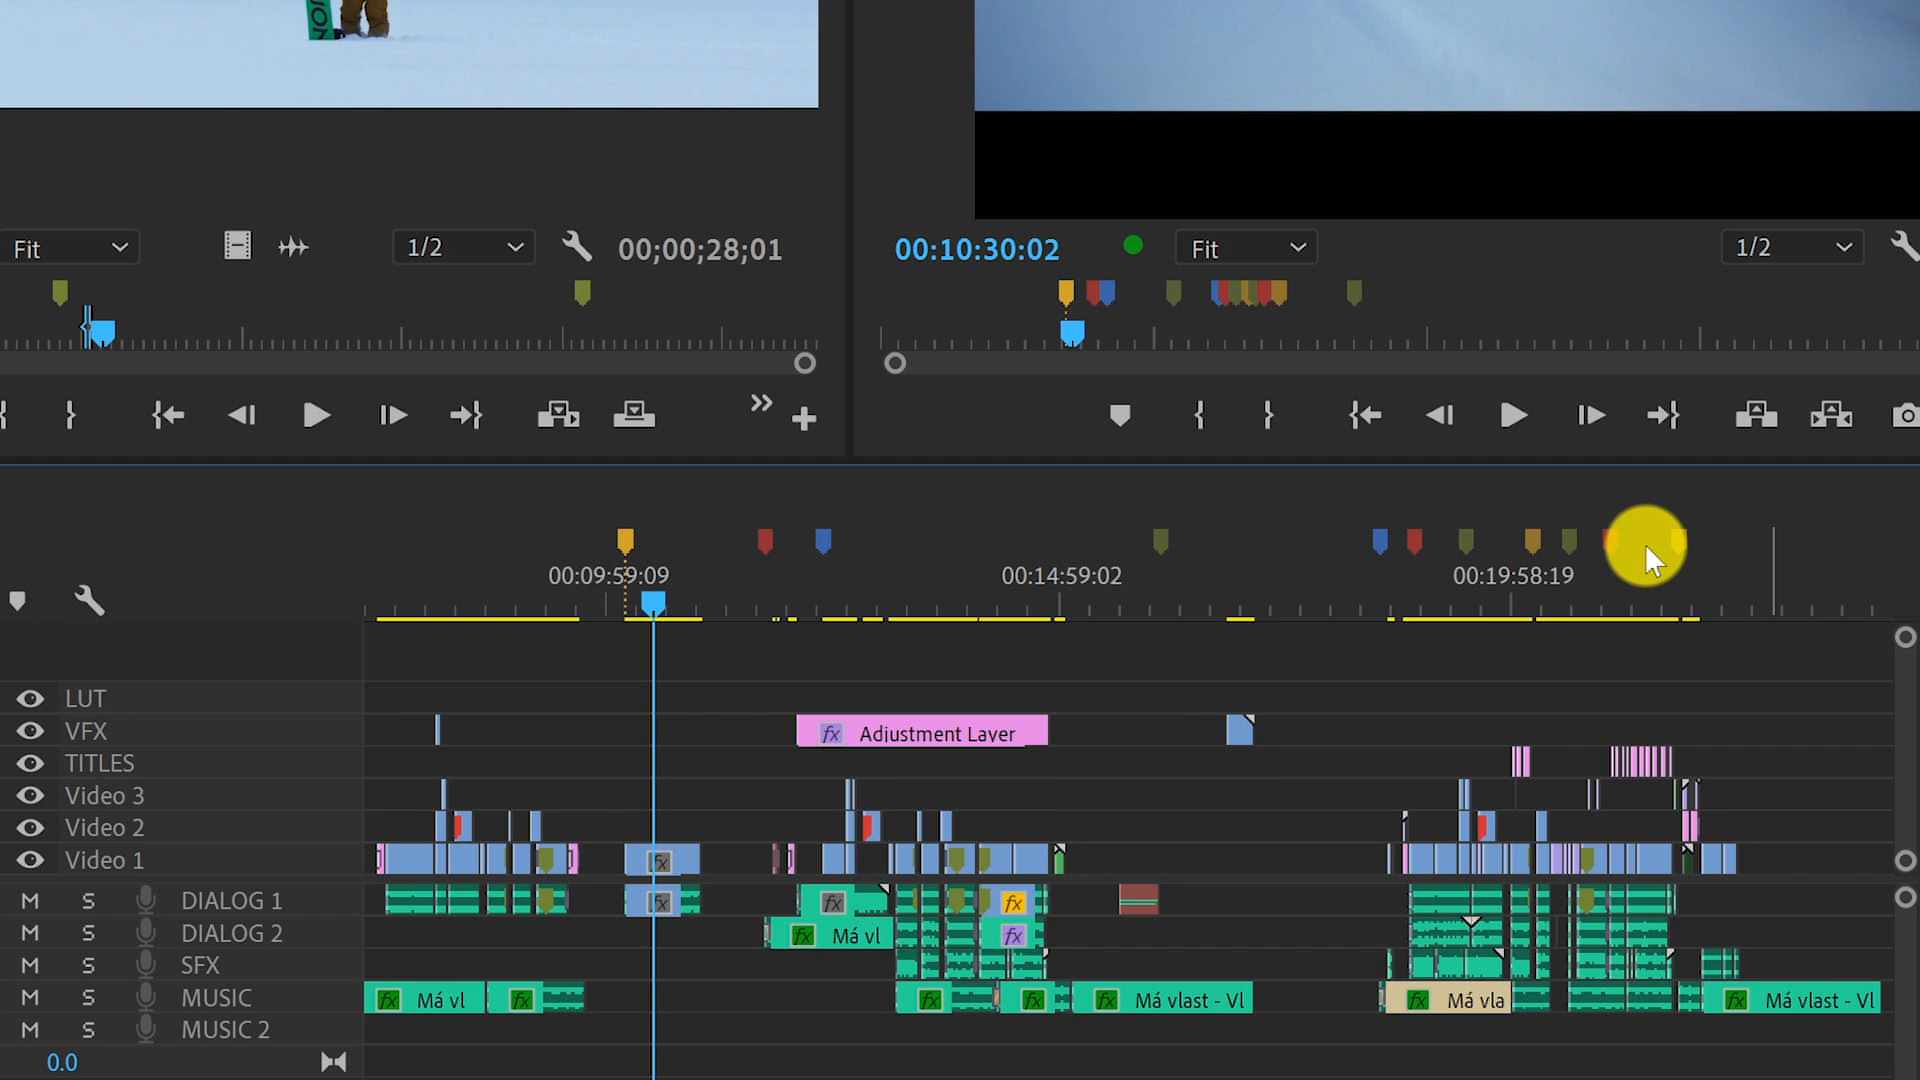 ION
Fit
1/2
00;00;28;01
00:10:30:02
Fit
1/2
00:09:59:09
00:14:59:02
00:19:58:19
LUT
VFX
fx Adjustment Layer
TITLES
Video 3
Video 2
Video 1
fx
M S DIALOG 1
fx fx fx
M S DIALOG 2
fx Má vl fx
M S SFX
M S MUSIC
fx Má vl fx fx fx fx Má vlast - Vl fx Má vla fx Má vlast - Vl
M S MUSIC 2
0.0